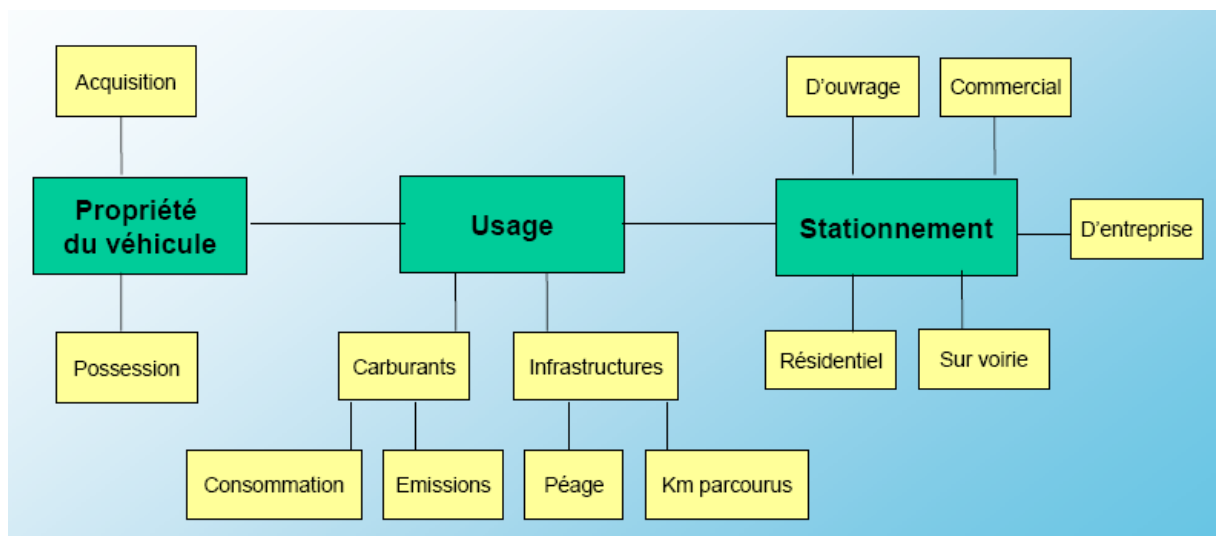 Acquisition
D'ouvrage
Commercial
Propriété
du véhicule
Usage
Stationnement
D'entreprise
Possession
Carburants
Infrastructures
Résidentiel
Sur voirie
Consommation
Emissions
Péage
Km parcourus